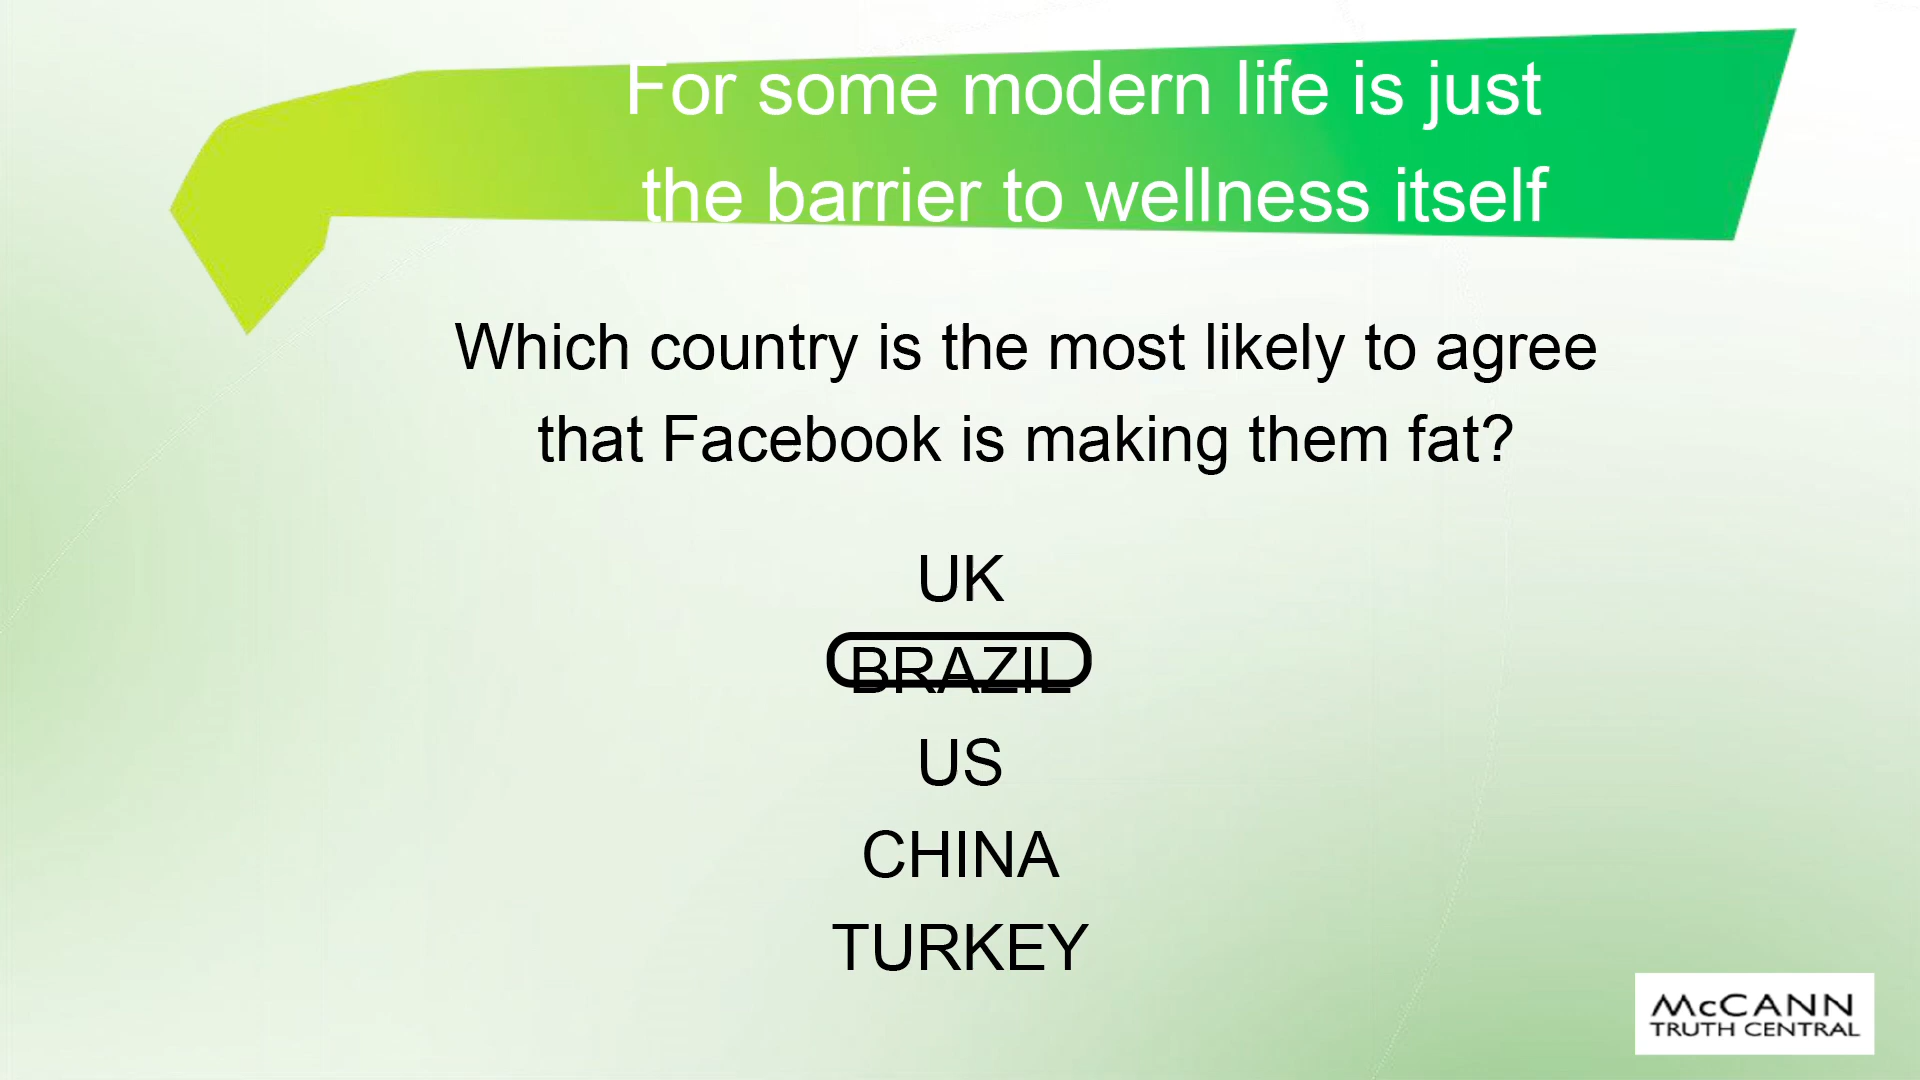 For some modern life is just
the barrier to wellness itself
Which country is the most likely to agree
that Facebook is making them fat?
UK
BRAZIL
US
CHINA
TURKEY
McCANN
TRUTH CENTRAL